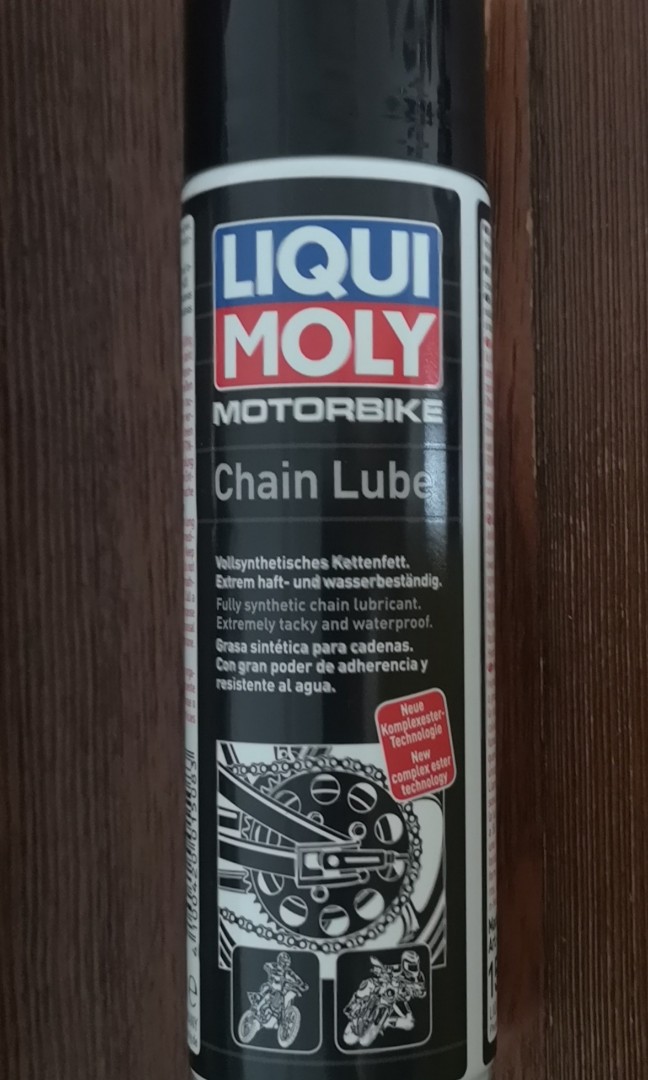 LIQUI
MOLY
MOTORBIKE
Chain Lube
Vollsynthetisches Kettenfett.
Extrem haft- und wasserbeständig.
Fully synthetic chain lubricant.
Extremely tacky and waterproof.
Grasa sintética para cadenas.
Con gran poder de adherencia y
resistente al agua.
Neue
Komplexester-
Technologie
New
complex ester
technology